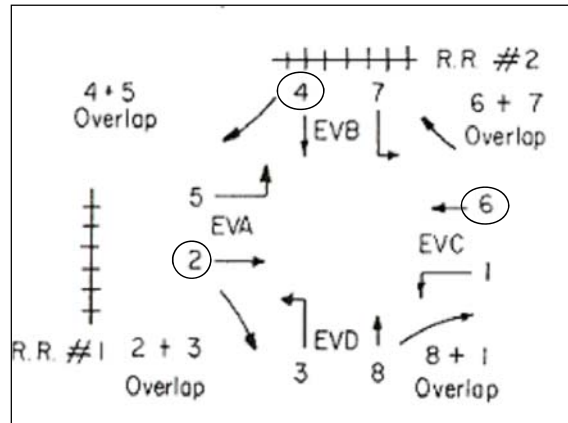 R.R. #2
4 7
4+5
Overlap
6 + 7
Overlap
EVB
5
6
EVA
2
EVC
1
R.R. #1
2 + 3
Overlap
EVD
3 8
8 + 1
Overlap